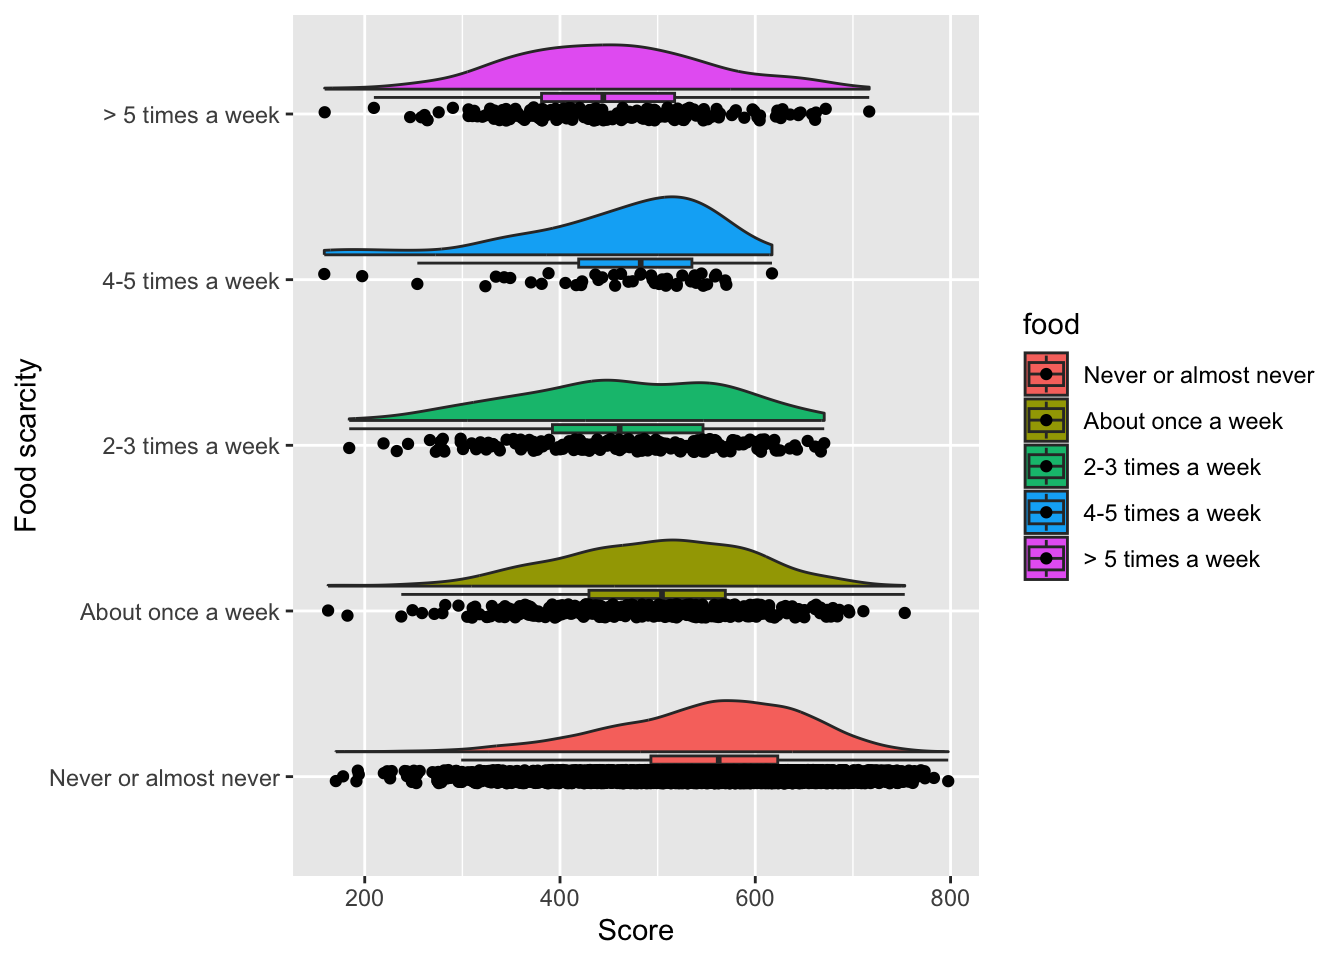 > 5 times a week
4-5 times a week
2-3 times a week
About once a week
Never or almost never
Food scarcity
200 400 600 800
Score
food
Never or almost never
About once a week
2-3 times a week
4-5 times a week
> 5 times a week